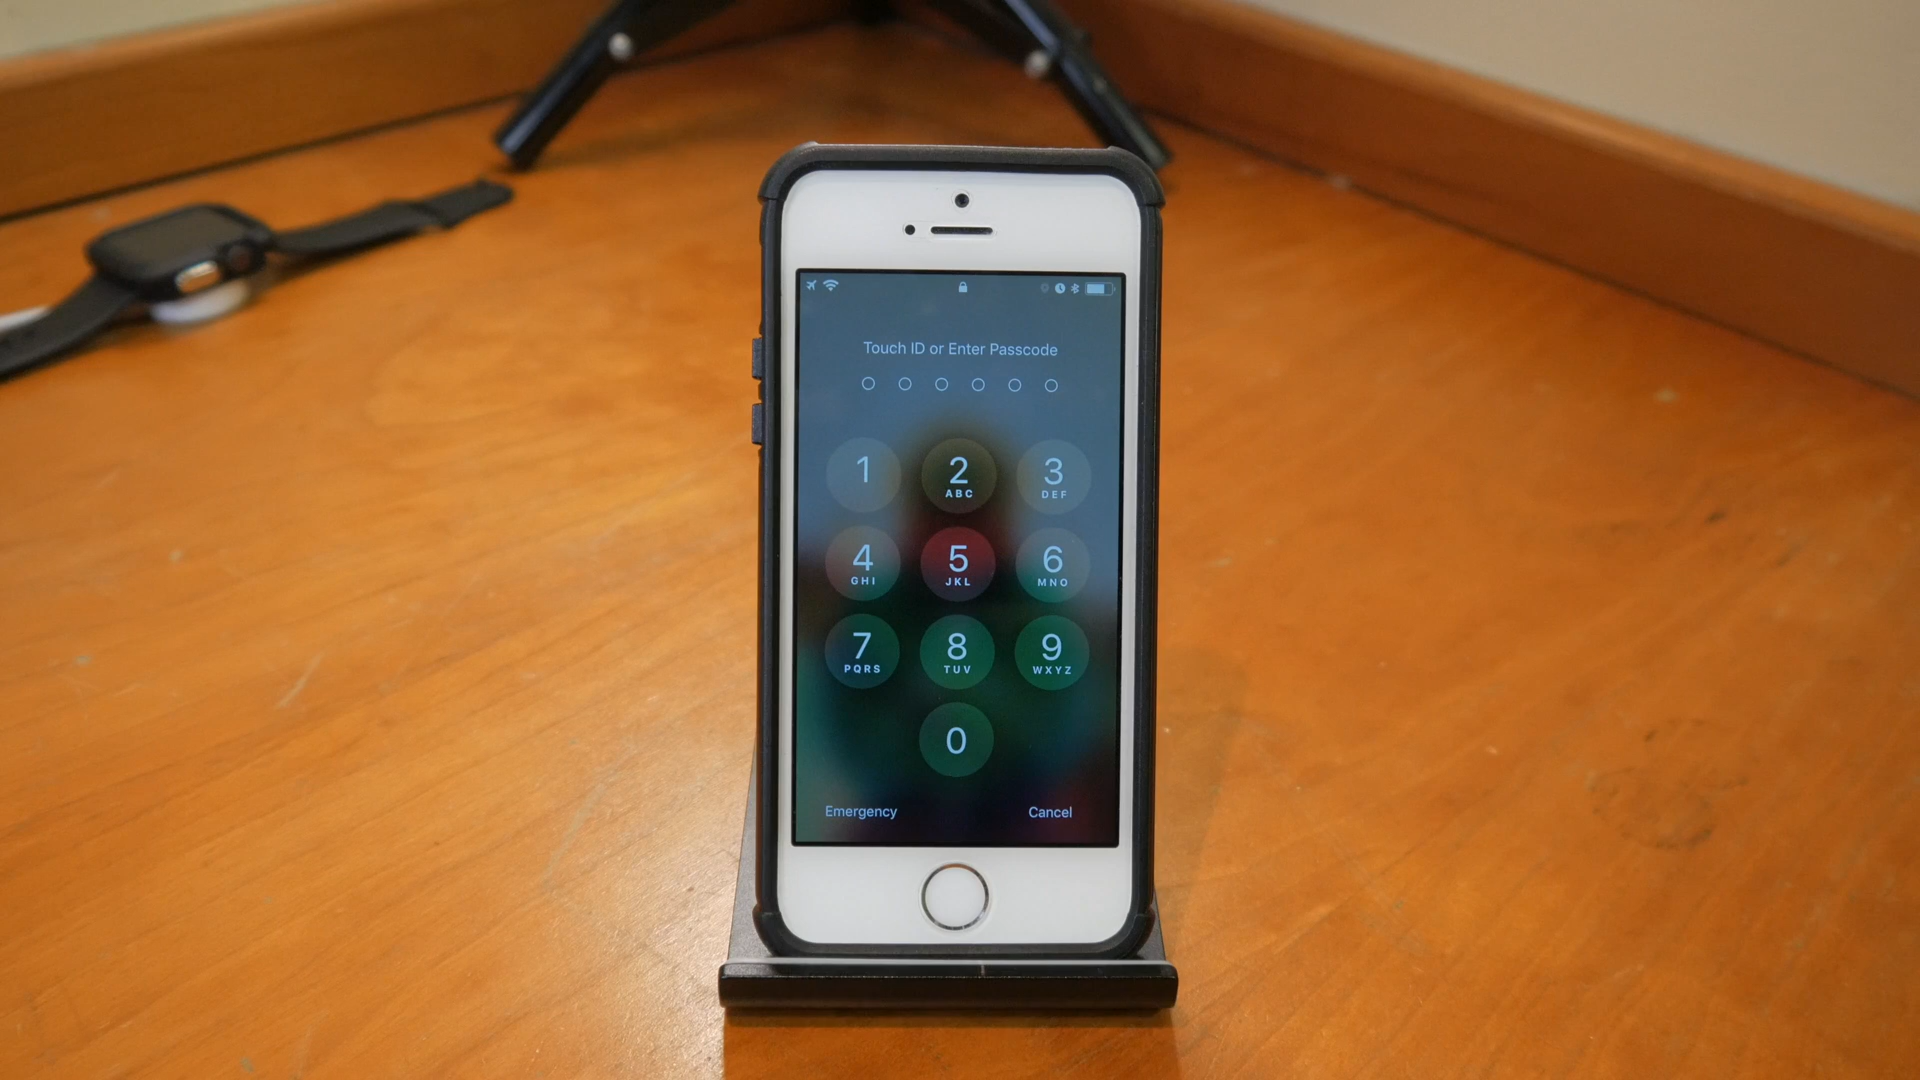 Touch ID or Enter Passcode
1 2 3
ABC DEF
4 5 6
GHI JKL MNO
7 8 9
PQRS TUV WXYZ
0
Emergency Cancel